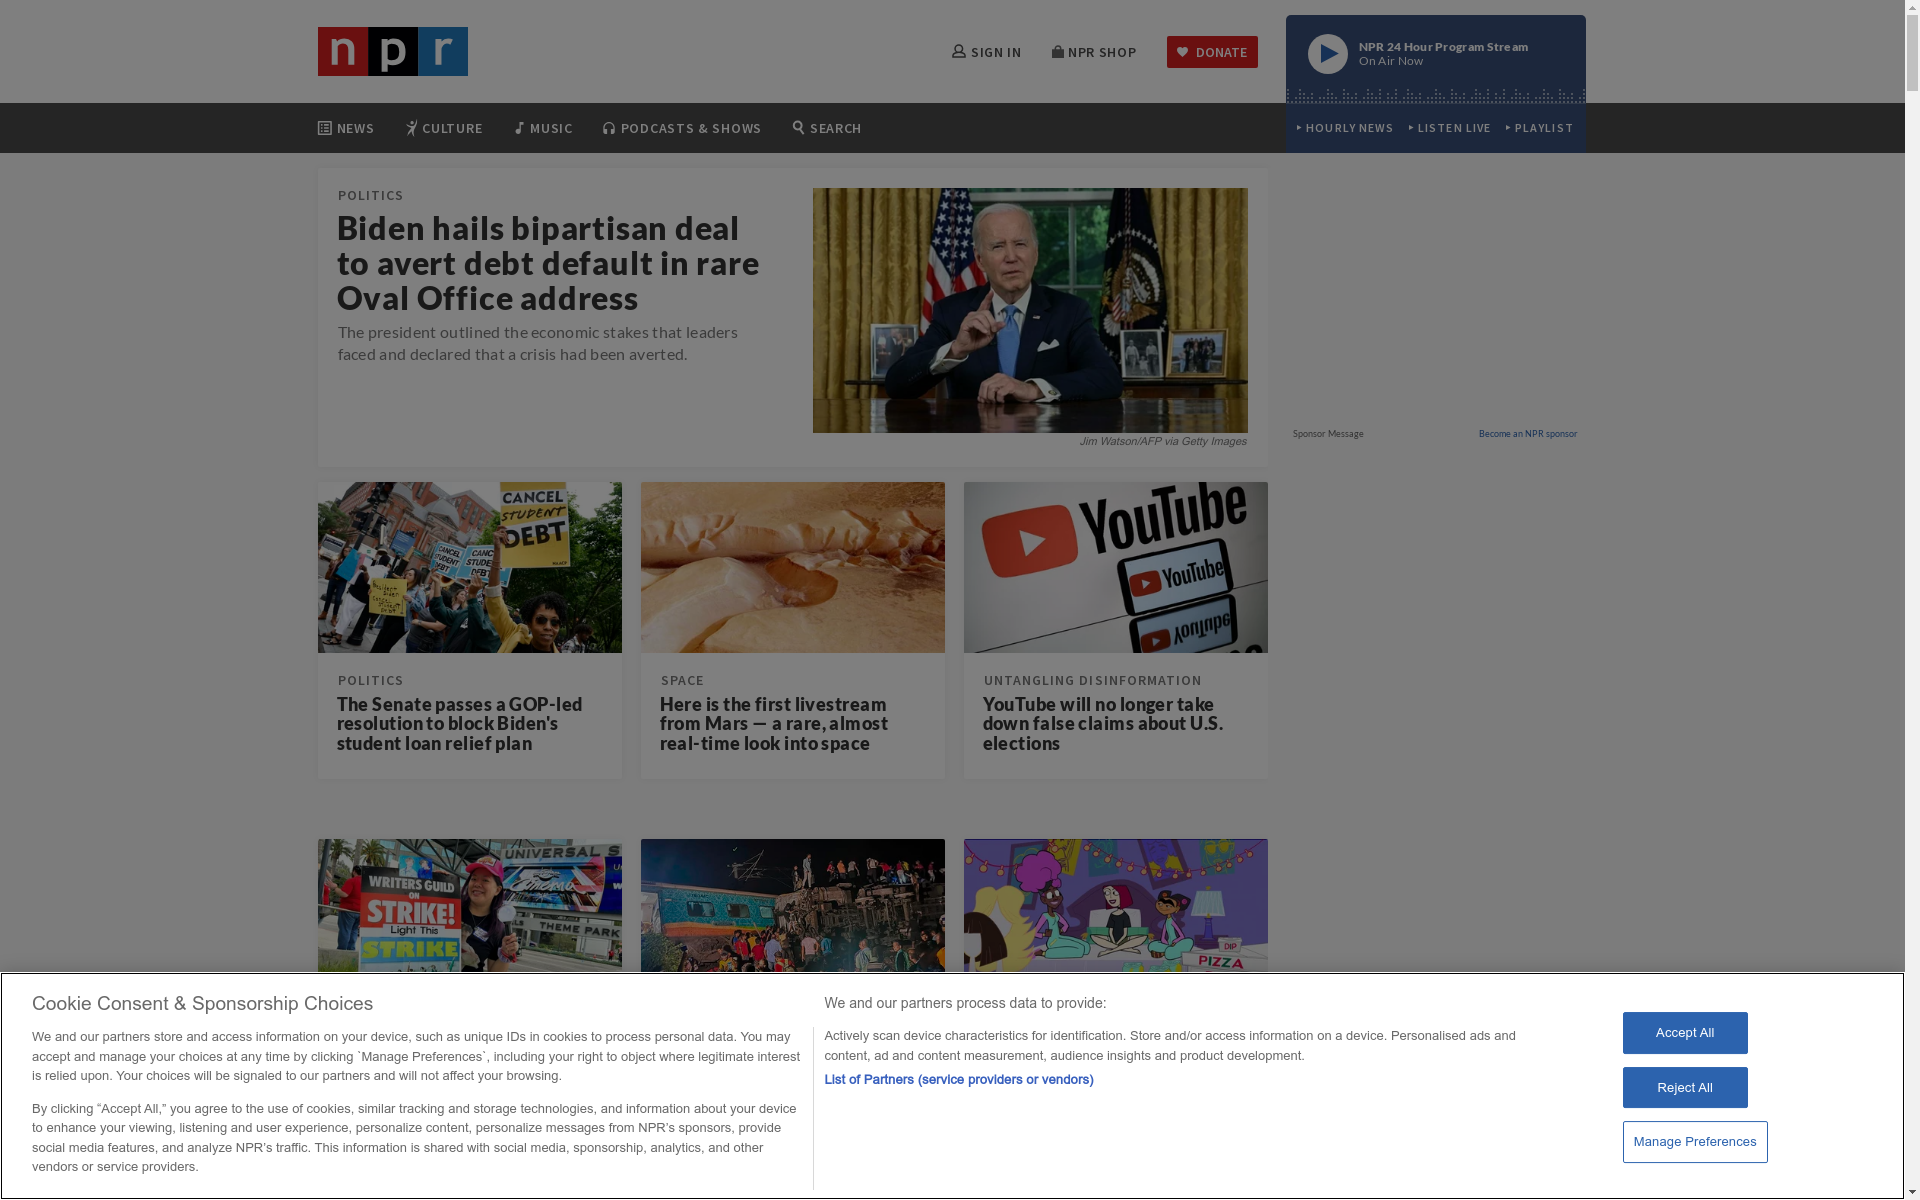 npr
SIGN IN
NPR SHOP
DONATE
NPR 24 Hour Program Stream
On Air Now
NEWS
CULTURE
MUSIC
PODCASTS & SHOWS
SEARCH
HOURLY NEWS
LISTEN LIVE
PLAYLIST
POLITICS
Biden hails bipartisan deal
to avert debt default in rare
Oval Office address
The president outlined the economic stakes that leaders
faced and declared that a crisis had been averted.
Jim Watson/AFP via Getty Images
Sponsor Message
Become an NPR sponsor
CANCEL
STUDENT
DEBT
CANCEL
STUDENT
DEBT
YouTube
YouTube
YouTube
POLITICS
The Senate passes a GOP-led
resolution to block Biden's
student loan relief plan
SPACE
Here is the first livestream
from Mars — a rare, almost
real-time look into space
UNTANGLING DISINFORMATION
YouTube will no longer take
down false claims about U.S.
elections
UNIVERSAL S
WRITERS GUILD
ON
STRIKE!
Light This
STRIKE
THEME PARK
DIP
PIZZA
Cookie Consent & Sponsorship Choices
We and our partners store and access information on your device, such as unique IDs in cookies to process personal data. You may
accept and manage your choices at any time by clicking `Manage Preferences`, including your right to object where legitimate interest
is relied upon. Your choices will be signaled to our partners and will not affect your browsing.
By clicking “Accept All,” you agree to the use of cookies, similar tracking and storage technologies, and information about your device
to enhance your viewing, listening and user experience, personalize content, personalize messages from NPR’s sponsors, provide
social media features, and analyze NPR’s traffic. This information is shared with social media, sponsorship, analytics, and other
vendors or service providers.
We and our partners process data to provide:
Actively scan device characteristics for identification. Store and/or access information on a device. Personalised ads and
content, ad and content measurement, audience insights and product development.
List of Partners (service providers or vendors)
Accept All
Reject All
Manage Preferences